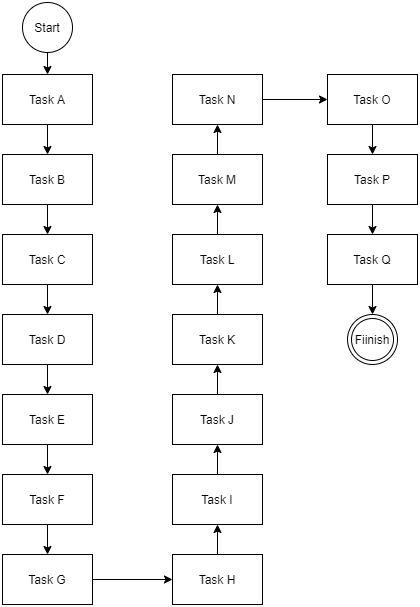 Start
Task A
Task B
Task C
Task D
Task E
Task F
Task G
Task H
Task I
Task J
Task K
Task L
Task M
Task N
Task O
Task P
Task Q
Fiinish